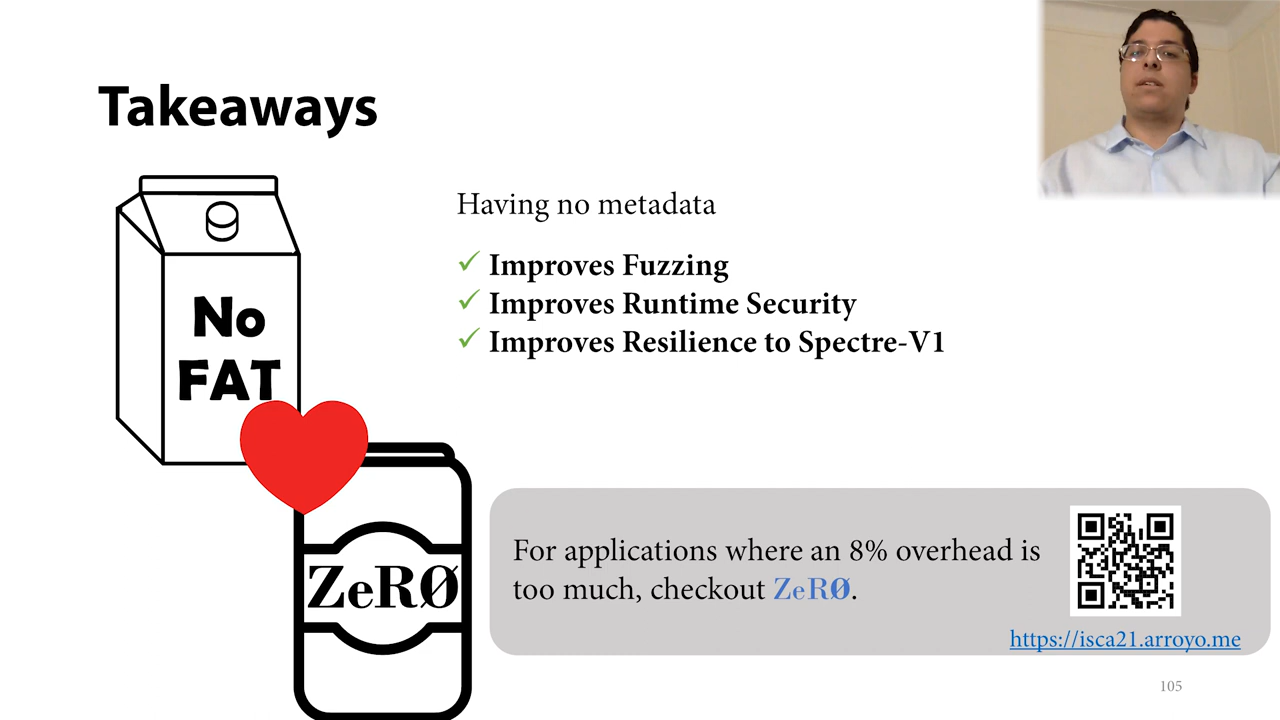 Takeaways
No
FAT
Having no metadata
✓ Improves Fuzzing
✓ Improves Runtime Security
✓ Improves Resilience to Spectre-V1
ZeRØ
For applications where an 8% overhead is
too much, checkout ZeRØ.
https://isca21.arroyo.me
105